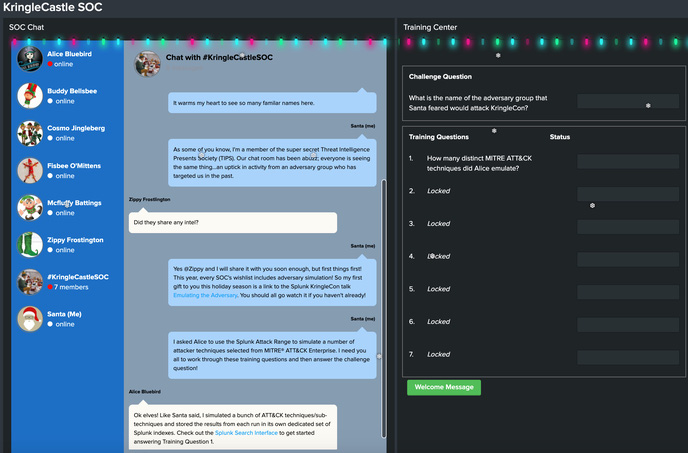 KringleCastle SOC
SOC Chat
Alice Bluebird
online
Buddy Bellsbee
online
Cosmo Jingleberg
online
Fisbee O'Mittens
online
Mcfluffy Battings
online
Zippy Frostington
online
#KringleCastleSOC
7 members
Santa (Me)
online
Chat with #KringleCastleSOC
It warms my heart to see so many familar names here.
Santa (me)
As some of you know, I'm a member of the super secret Threat Intelligence
Presents Society (TIPS). Our chat room has been abuzz; everyone is seeing
the same thing...an uptick in activity from an adversary group who has
targeted us in the past.
Zippy Frostington
Did they share any intel?
Santa (me)
Yes @Zippy and I will share it with you soon enough, but first things first!
This year, every SOC's wishlist includes adversary simulation! So my first
gift to you this holiday season is a link to the Splunk KringleCon talk
Emulating the Adversary. You should all go watch it if you haven't already!
Santa (me)
I asked Alice to use the Splunk Attack Range to simulate a number of
attacker techniques selected from MITRE® ATT&CK Enterprise. I need you
all to work through these training questions and then answer the challenge
question!
Alice Bluebird
Ok elves! Like Santa said, I simulated a bunch of ATT&CK techniques/sub-
techniques and stored the results from each run in its own dedicated set of
Splunk indexes. Check out the Splunk Search Interface to get started
answering Training Question 1.
Training Center
Challenge Question
What is the name of the adversary group that
Santa feared would attack KringleCon?
Training Questions Status
1. How many distinct MITRE ATT&CK
techniques did Alice emulate?
2. Locked
3. Locked
4. Locked
5. Locked
6. Locked
7. Locked
Welcome Message